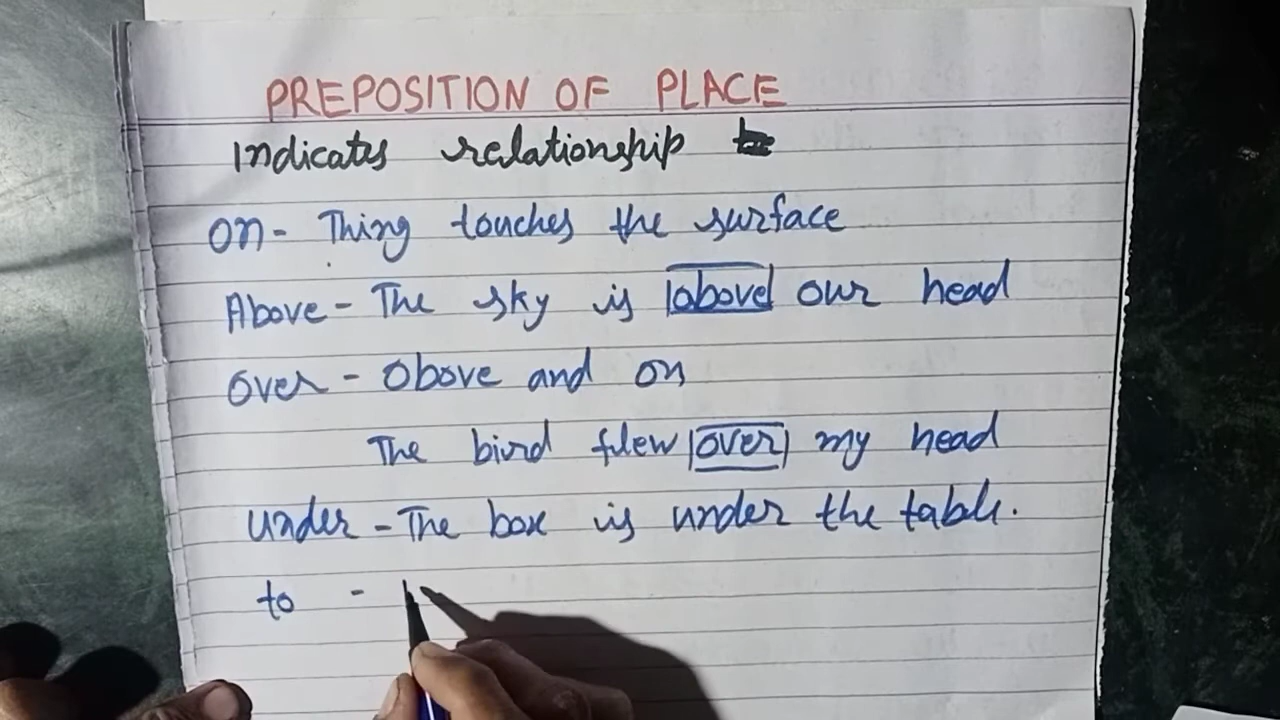 PREPOSITION OF PLACE
Indicates relationship
on - Thing touches the surface
Above - The sky is above our head
over - above and on
The bird flew over my head
under - The box is under the table.
to -